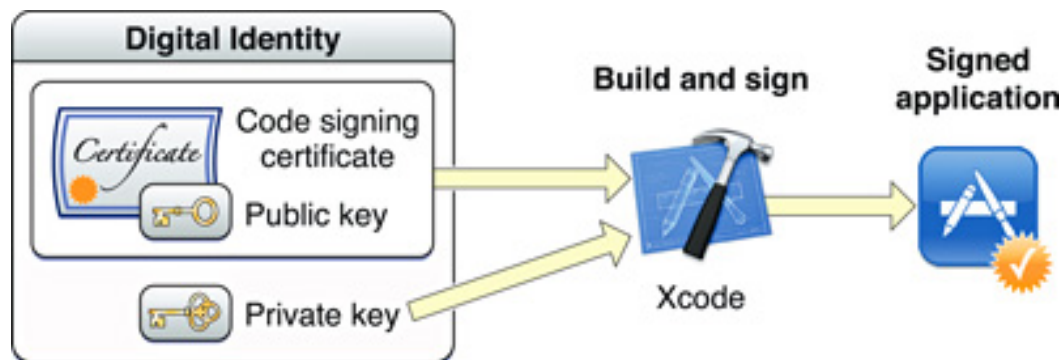 Digital Identity
Certificate
Code signing
certificate
Public key
Private key
Build and sign
Xcode
Signed
application